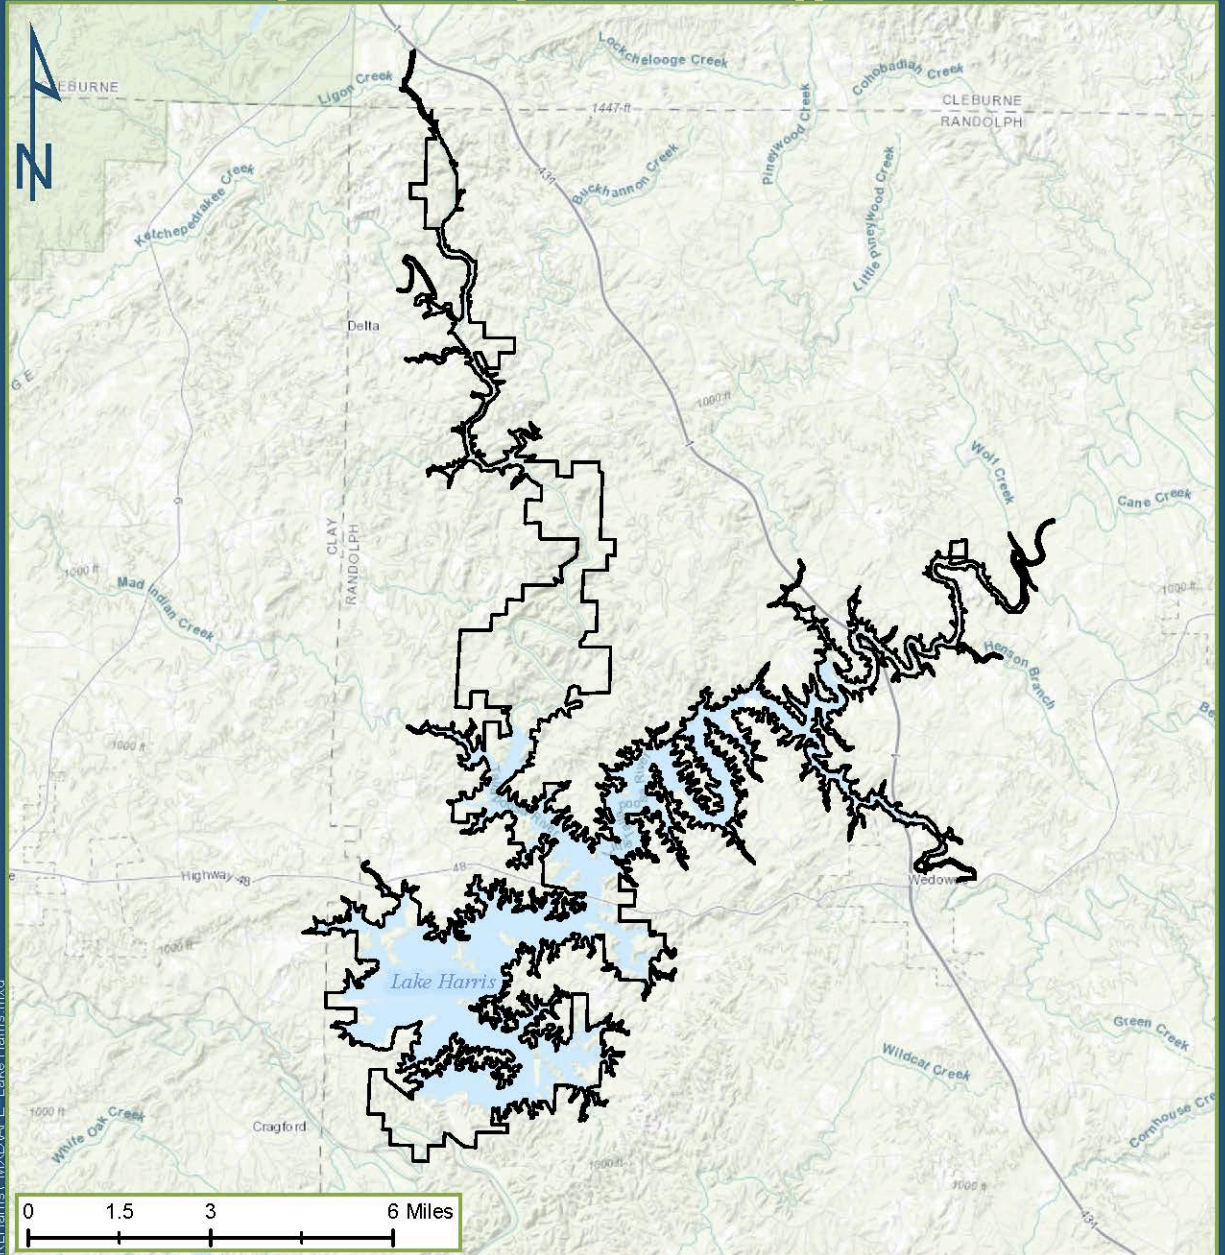 Lockchelooge Creek
Cohobadiah Creek
Ligon Creek
CLEBURNE
RANDOLPH
1447-ft
Pineywood Creek
N
431
Buckhannon Creek
Little Pineywood Creek
Ketchepedrakee Creek
Delta
1000 ft
Wolf Creek
Cane Creek
9
CLAY
RANDOLPH
1000 ft
1000 ft
Mad Indian Creek
Henson Branch
1000 ft
Highway 48
48
Wedowee
1000 ft
Lake Harris
Green Creek
Wildcat Creek
1000 ft
White Oak Creek
Cragford
1000 ft
1000 ft
431
0 1.5 3 6 Miles